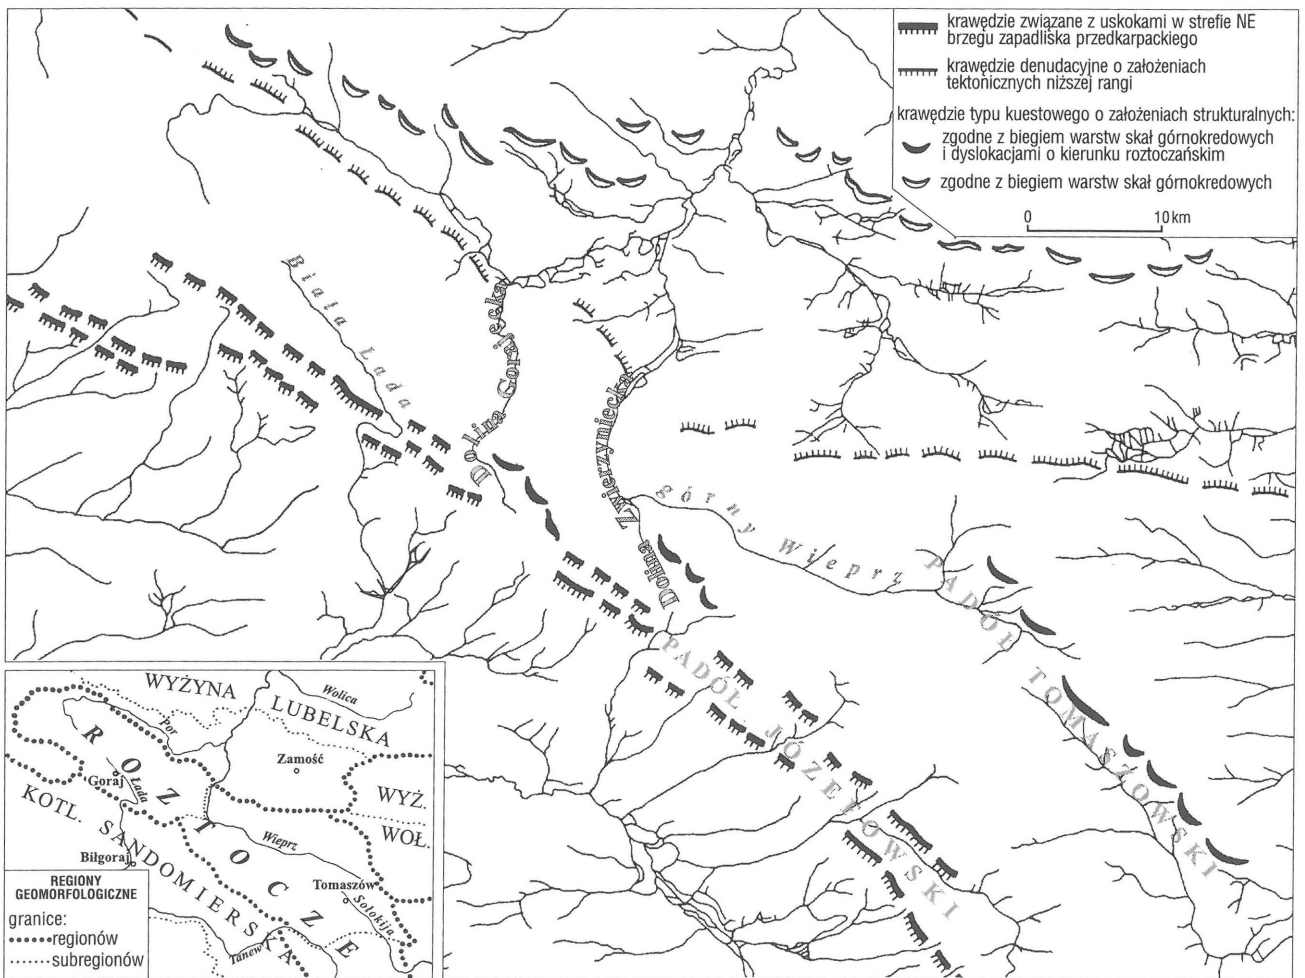 krawędzie związane z uskokami w strefie NE
brzegu zapadliska przedkarpackiego
krawędzie denudacyjne o założeniach
tektonicznych niższej rangi
krawędzie typu kuestowego o założeniach strukturalnych:
zgodne z biegiem warstw skał górnokredowych
i dyslokacjami o kierunku roztoczańskim
zgodne z biegiem warstw skał górnokredowych
0 10 km
Biała Łada
Dolina Gorajecka
Dolina Zwierzyniecka
górny Wieprz
PADÓŁ TOMASZOWSKI
PADÓŁ JÓZEFOWSKI
WYŻYNA
LUBELSKA
Wolica
Por
Zamość
ROZTOCZE
Goraj
Łada
WYŻ.
WOŁ.
KOTL. SANDOMIERSKA
Wieprz
Biłgoraj
Tomaszów
Sołokija
Tanew
REGIONY
GEOMORFOLOGICZNE
granice:
regionów
subregionów